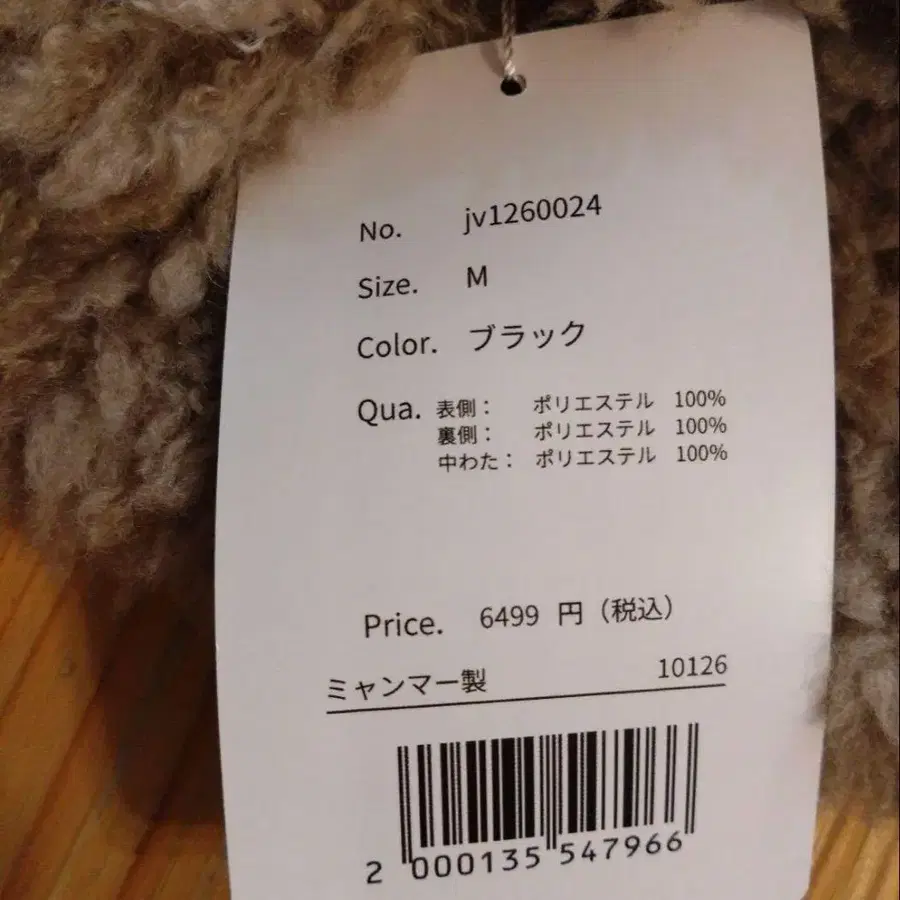 No. jv1260024
Size. M
Color. ブラック
Qua. 表側： ポリエステル 100%
裏側： ポリエステル 100%
中わた： ポリエステル 100%
Price. 6499 円（税込）
ミャンマー製 10126
2 000135 547966